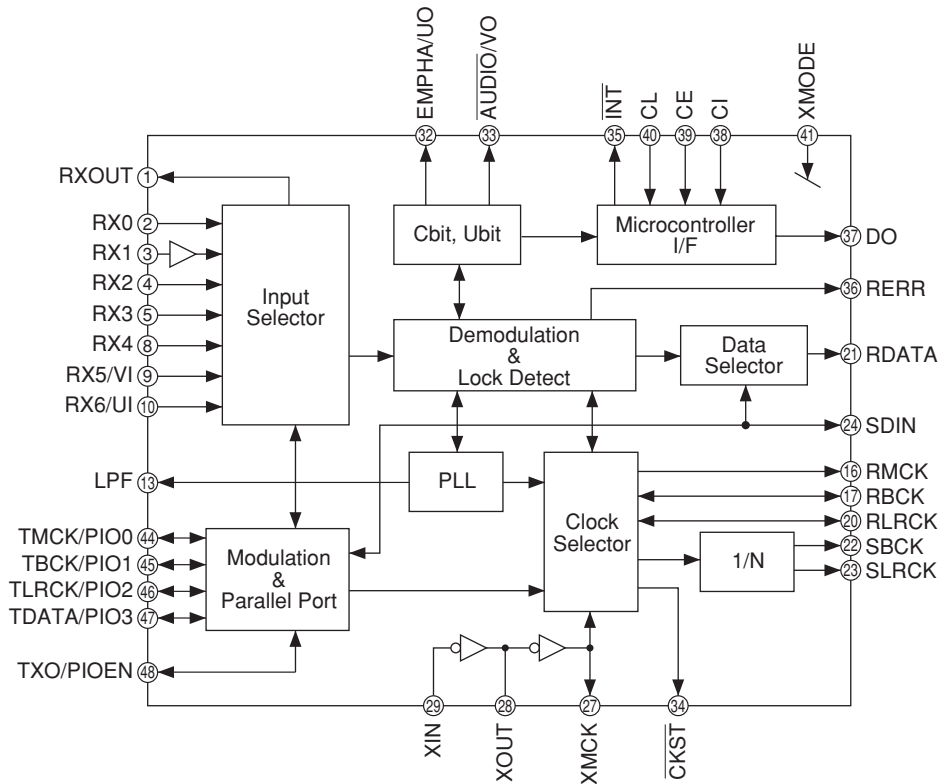 EMPHA/UO
AUDIO/VO
INT
CL
CE
CI
XMODE
32
33
35
40
39
38
41
RXOUT 1
RX0 2
RX1 3
RX2 4
RX3 5
RX4 8
RX5/VI 9
RX6/UI 10
Input
Selector
Cbit, Ubit
Microcontroller
I/F
37 DO
36 RERR
Demodulation
&
Lock Detect
Data
Selector
21 RDATA
24 SDIN
LPF 13
PLL
Clock
Selector
16 RMCK
17 RBCK
20 RLRCK
22 SBCK
23 SLRCK
1/N
TMCK/PIO0 44
TBCK/PIO1 45
TLRCK/PIO2 46
TDATA/PIO3 47
TXO/PIOEN 48
Modulation
&
Parallel Port
29
28
27
34
XIN
XOUT
XMCK
CKST